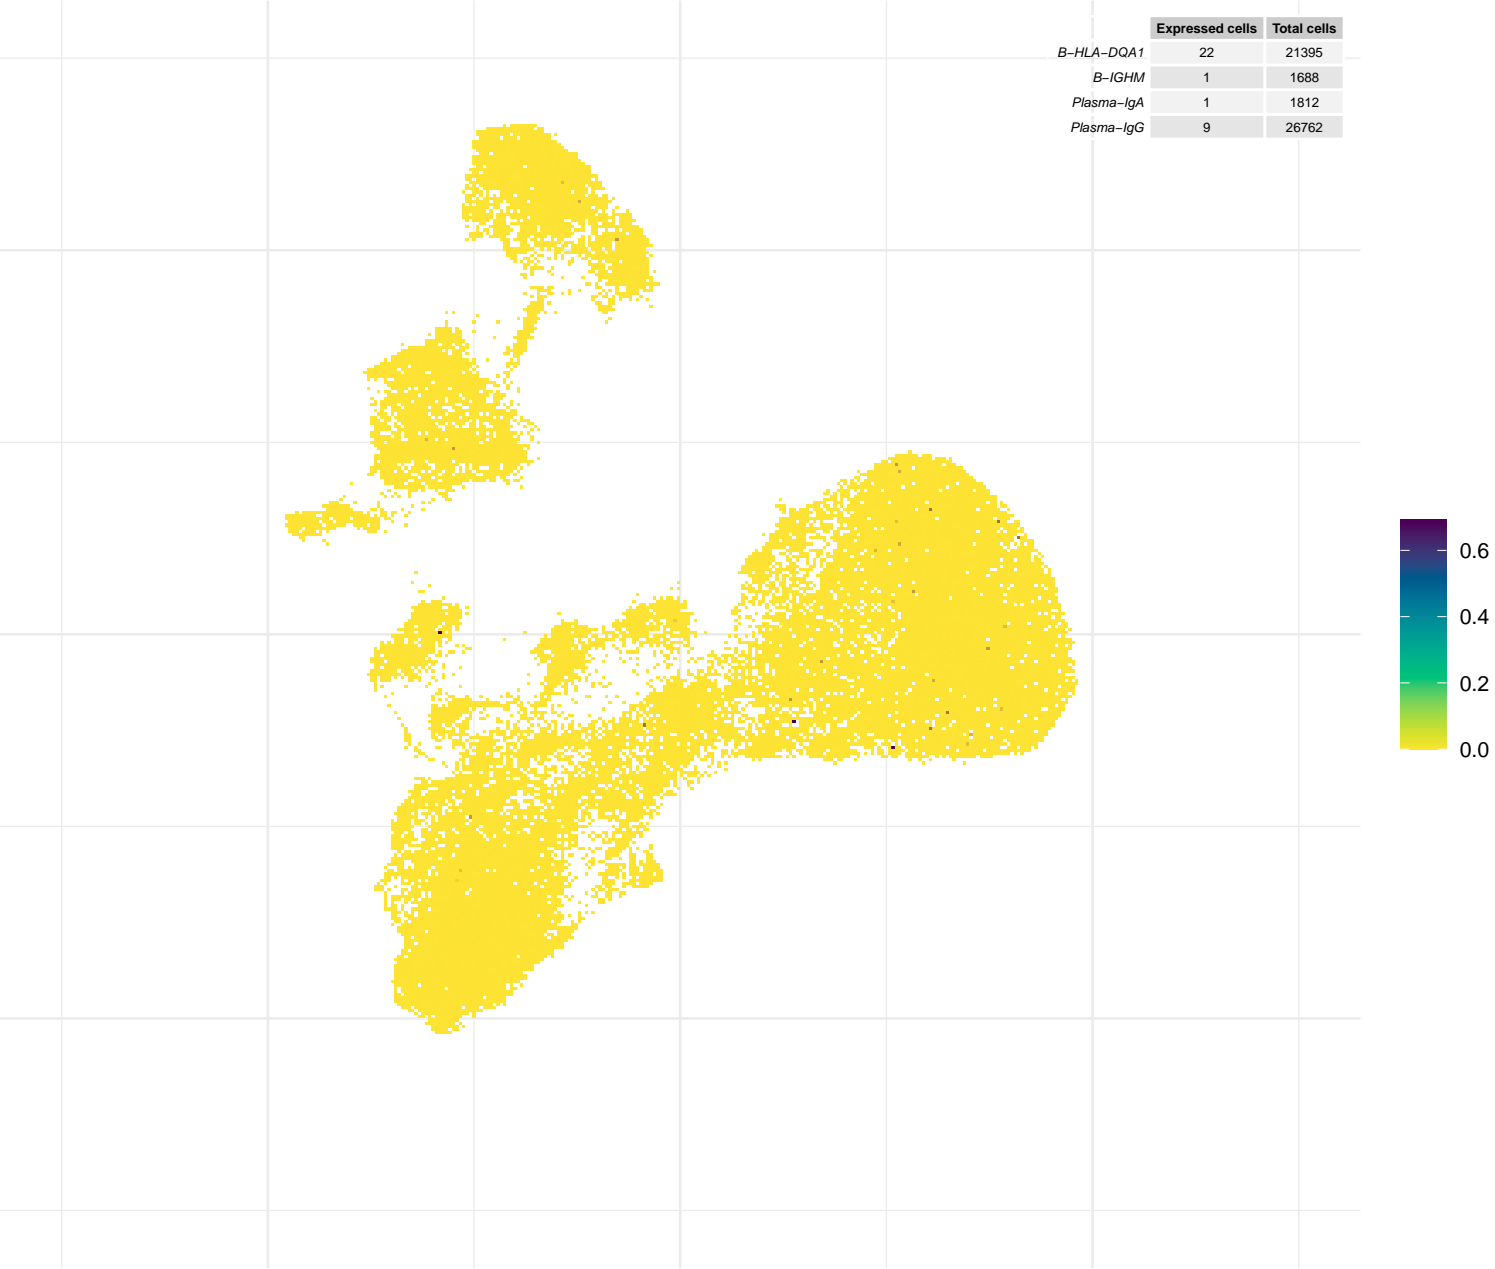 Expressed cells Total cells
B−HLA−DQA1 22 21395
B−IGHM 1 1688
Plasma−IgA 1 1812
Plasma−IgG 9 26762
0.6
0.4
0.2
0.0